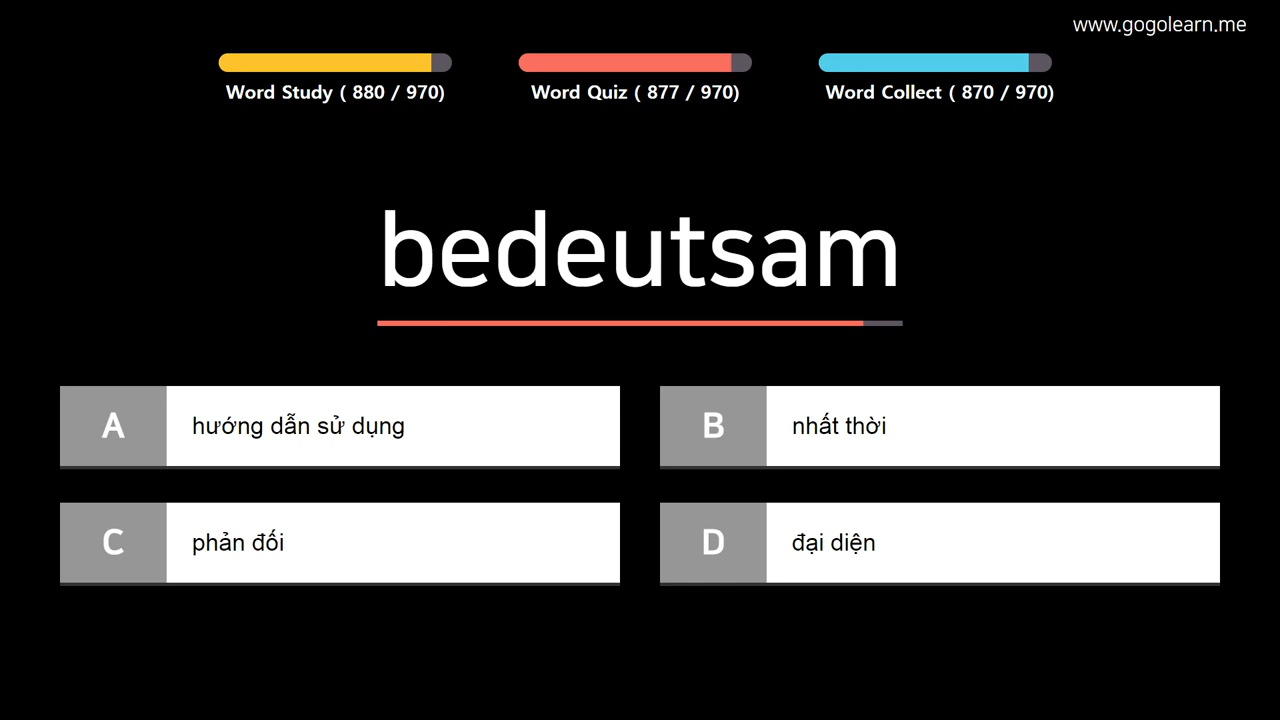 www.gogolearn.me
Word Study ( 880 / 970)
Word Quiz ( 877 / 970)
Word Collect ( 870 / 970)
bedeutsam
A
hướng dẫn sử dụng
B
nhất thời
C
phản đối
D
đại diện